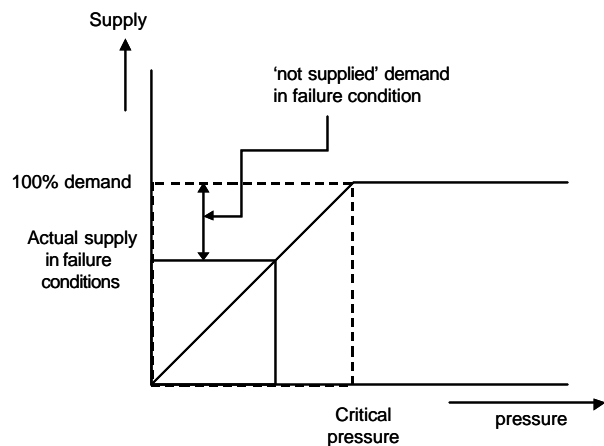 Supply
'not supplied' demand
in failure condition
100% demand
Actual supply
in failure
conditions
Critical
pressure
pressure